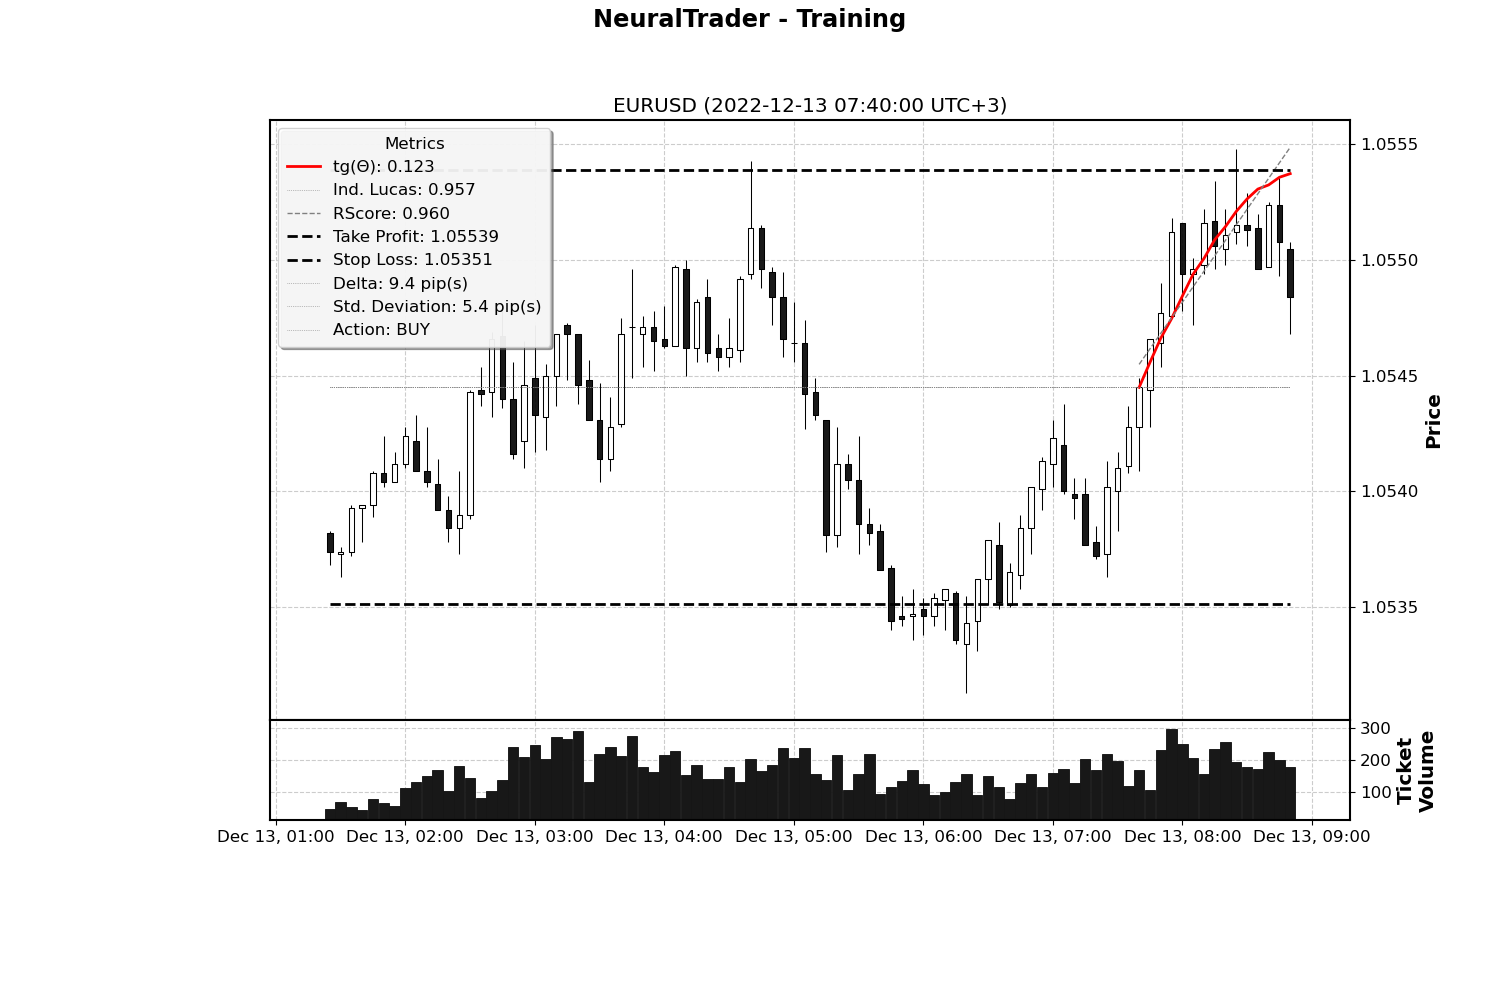 NeuralTrader - Training
EURUSD (2022-12-13 07:40:00 UTC+3)
Metrics
tg(Θ): 0.123
Ind. Lucas: 0.957
RScore: 0.960
Take Profit: 1.05539
Stop Loss: 1.05351
Delta: 9.4 pip(s)
Std. Deviation: 5.4 pip(s)
Action: BUY
1.0555
1.0550
1.0545
1.0540
1.0535
Price
300
200
100
Ticket
Volume
Dec 13, 01:00 Dec 13, 02:00 Dec 13, 03:00 Dec 13, 04:00 Dec 13, 05:00 Dec 13, 06:00 Dec 13, 07:00 Dec 13, 08:00 Dec 13, 09:00